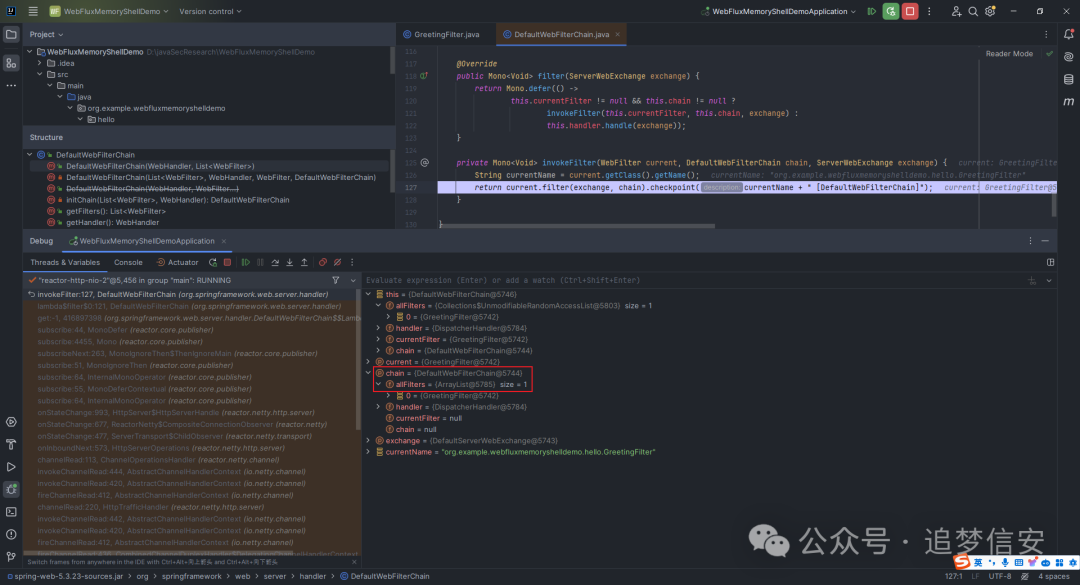 WF WebFluxMemoryShellDemo Version control
WebFluxMemoryShellDemoApplication
Project
WebFluxMemoryShellDemo D:\javaSecResearch\WebFluxMemoryShellDemo
.idea
src
main
java
org.example.webfluxmemoryshelldemo
hello
Structure
DefaultWebFilterChain
DefaultWebFilterChain(WebHandler, List<WebFilter>)
DefaultWebFilterChain(List<WebFilter>, WebHandler, WebFilter, DefaultWebFilterChain)
DefaultWebFilterChain(WebHandler, WebFilter...)
initChain(List<WebFilter>, WebHandler): DefaultWebFilterChain
getFilters(): List<WebFilter>
getHandler(): WebHandler
GreetingFilter.java DefaultWebFilterChain.java
Reader Mode
116
117 @Override
118 public Mono<Void> filter(ServerWebExchange exchange) {
119 return Mono.defer(() ->
120 this.currentFilter != null && this.chain != null ?
121 invokeFilter(this.currentFilter, this.chain, exchange) :
122 this.handler.handle(exchange));
123 }
124
125 private Mono<Void> invokeFilter(WebFilter current, DefaultWebFilterChain chain, ServerWebExchange exchange) { current: GreetingFilte
126 String currentName = current.getClass().getName(); currentName: "org.example.webfluxmemoryshelldemo.hello.GreetingFilter"
127 return current.filter(exchange, chain).checkpoint( description: currentName + " [DefaultWebFilterChain]"); current: GreetingFilter@5
128 }
129
130 }
Debug WebFluxMemoryShellDemoApplication
Threads & Variables Console Actuator
"reactor-http-nio-2"@5,456 in group "main": RUNNING
invokeFilter:127, DefaultWebFilterChain (org.springframework.web.server.handler)
lambda$filter$0:121, DefaultWebFilterChain (org.springframework.web.server.handler)
get:-1, 416897396 (org.springframework.web.server.handler.DefaultWebFilterChain$$Lamb
subscribe:44, MonoDefer (reactor.core.publisher)
subscribe:4455, Mono (reactor.core.publisher)
subscribeNext:263, MonoIgnoreThen$ThenIgnoreMain (reactor.core.publisher)
subscribe:51, MonoIgnoreThen (reactor.core.publisher)
subscribe:64, InternalMonoOperator (reactor.core.publisher)
subscribe:55, MonoDeferContextual (reactor.core.publisher)
subscribe:64, InternalMonoOperator (reactor.core.publisher)
onStateChange:993, HttpServer$HttpServerHandle (reactor.netty.http.server)
onStateChange:677, ReactorNetty$CompositeConnectionObserver (reactor.netty)
onStateChange:477, ServerTransport$ChildObserver (reactor.netty.transport)
onInboundNext:573, HttpServerOperations (reactor.netty.http.server)
channelRead:113, ChannelOperationsHandler (reactor.netty.channel)
invokeChannelRead:444, AbstractChannelHandlerContext (io.netty.channel)
invokeChannelRead:420, AbstractChannelHandlerContext (io.netty.channel)
fireChannelRead:412, AbstractChannelHandlerContext (io.netty.channel)
channelRead:220, HttpTrafficHandler (reactor.netty.http.server)
invokeChannelRead:442, AbstractChannelHandlerContext (io.netty.channel)
invokeChannelRead:420, AbstractChannelHandlerContext (io.netty.channel)
fireChannelRead:412, AbstractChannelHandlerContext (io.netty.channel)
Switch frames from anywhere in the IDE with Ctrl+Alt+向上箭头 and Ctrl+Alt+向下箭头
Evaluate expression (Enter) or add a watch (Ctrl+Shift+Enter)
this = {DefaultWebFilterChain@5746}
allFilters = {Collections$UnmodifiableRandomAccessList@5803} size = 1
0 = {GreetingFilter@5742}
handler = {DispatcherHandler@5784}
currentFilter = {GreetingFilter@5742}
chain = {DefaultWebFilterChain@5744}
current = {GreetingFilter@5742}
chain = {DefaultWebFilterChain@5744}
allFilters = {ArrayList@5785} size = 1
0 = {GreetingFilter@5742}
handler = {DispatcherHandler@5784}
currentFilter = null
chain = null
exchange = {DefaultServerWebExchange@5743}
currentName = "org.example.webfluxmemoryshelldemo.hello.GreetingFilter"
公众号 · 追梦信安
英
spring-web-5.3.23-sources.jar > org > springframework > web > server > handler > DefaultWebFilterChain
127:1 LF UTF-8 4 spaces